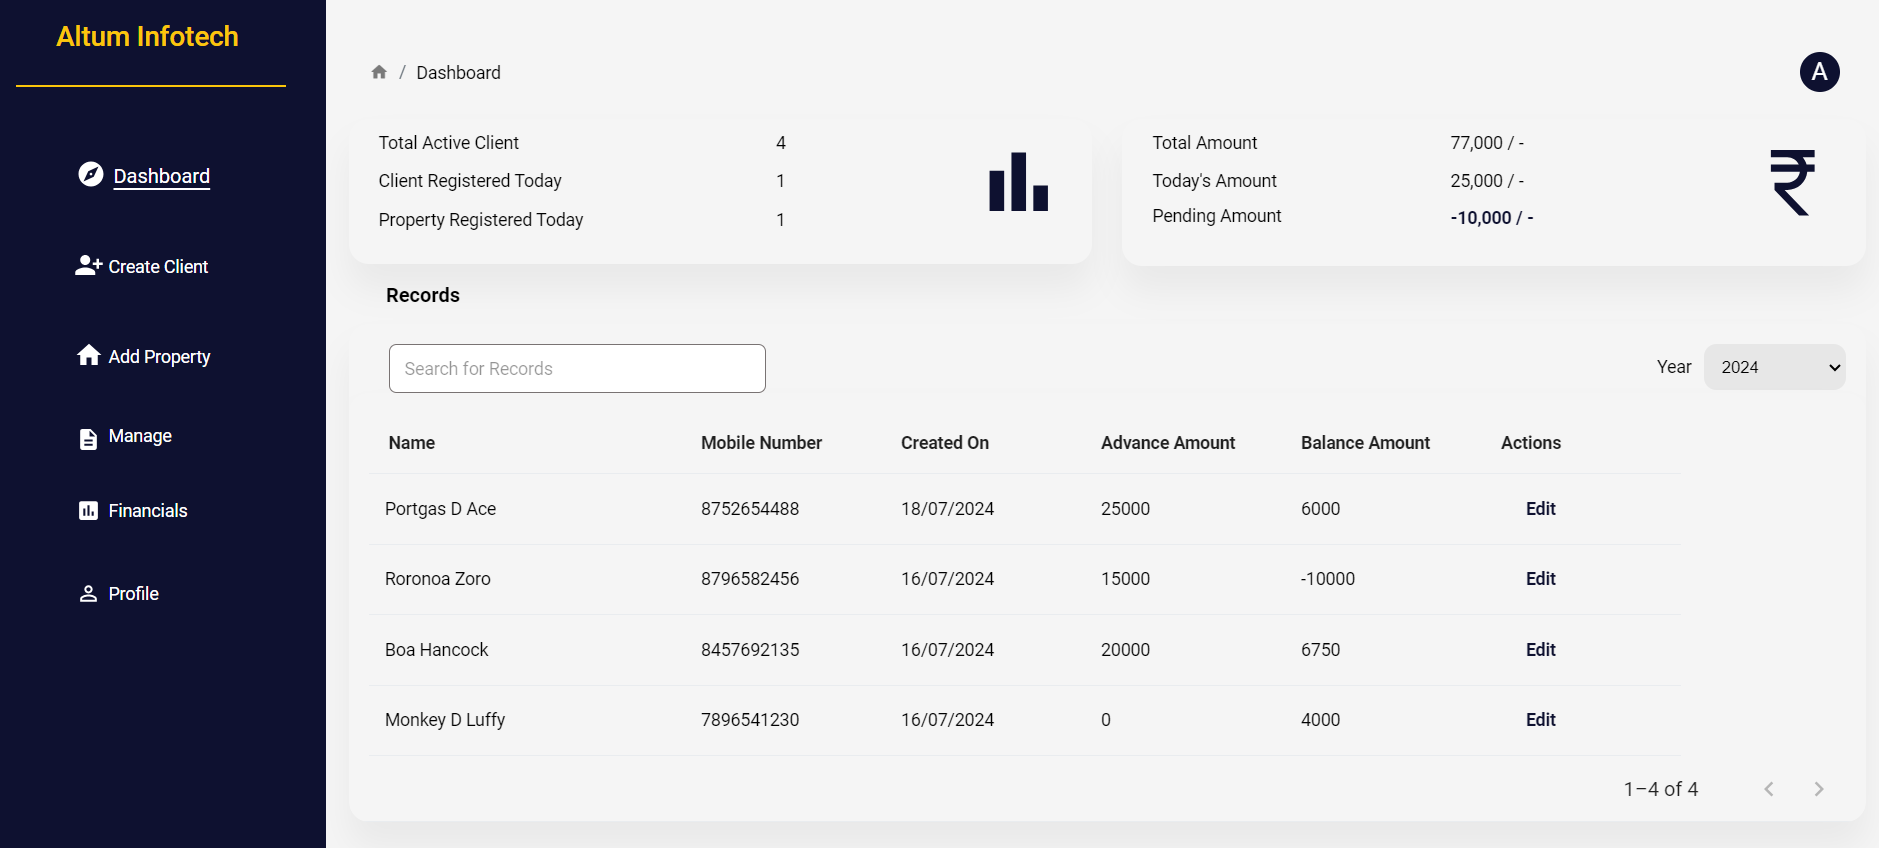 Altum Infotech
Dashboard
Create Client
Add Property
Manage
Financials
Profile
/ Dashboard
A
Total Active Client 4
Client Registered Today 1
Property Registered Today 1
Total Amount 77,000 / -
Today's Amount 25,000 / -
Pending Amount -10,000 / -
₹
Records
Search for Records
Year 2024
Name Mobile Number Created On Advance Amount Balance Amount Actions
Portgas D Ace 8752654488 18/07/2024 25000 6000 Edit
Roronoa Zoro 8796582456 16/07/2024 15000 -10000 Edit
Boa Hancock 8457692135 16/07/2024 20000 6750 Edit
Monkey D Luffy 7896541230 16/07/2024 0 4000 Edit
1–4 of 4